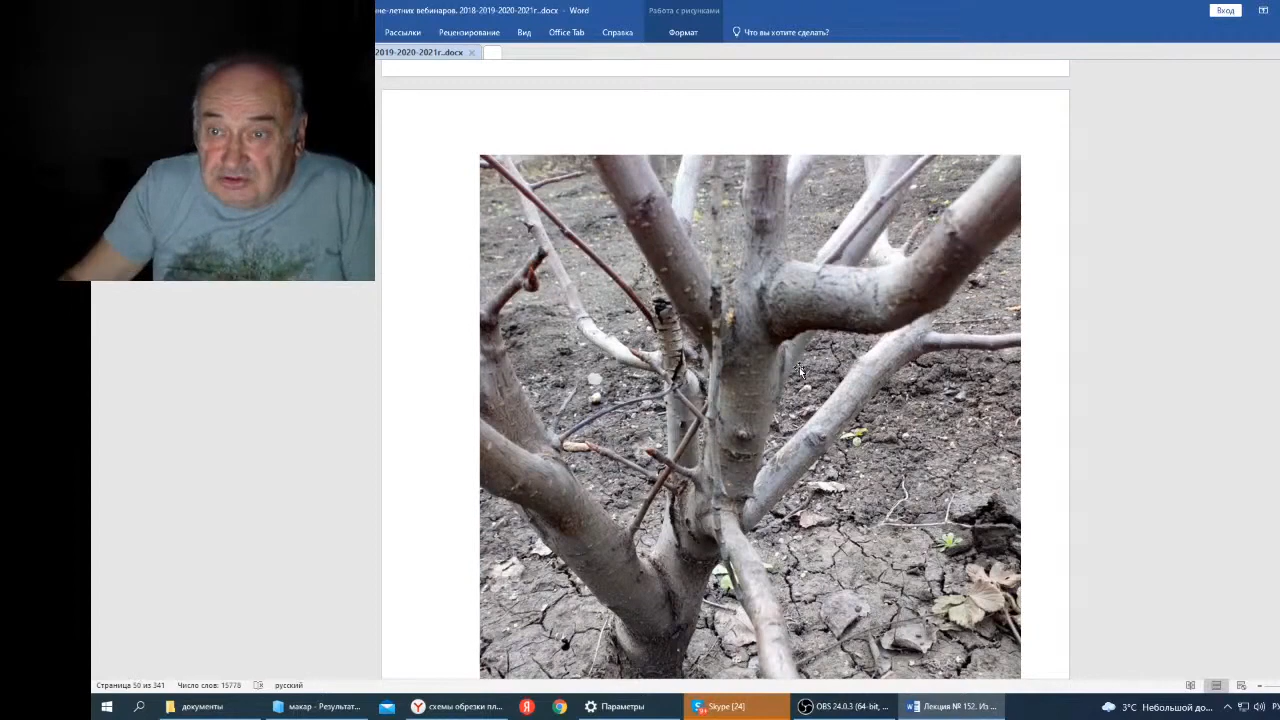 не-летних вебинаров. 2018-2019-2020-2021г..docx - Word
Работа с рисунками
Вход
Рассылки Рецензирование Вид Office Tab Справка Формат Что вы хотите сделать?
2019-2020-2021г..docx
Страница 50 из 341 Число слов: 15778 русский
документы
макар - Результат...
схемы обрезки пл...
Параметры
Skype [24]
OBS 24.0.3 (64-bit, ...
Лекция № 152. Из ...
3°C Небольшой до...